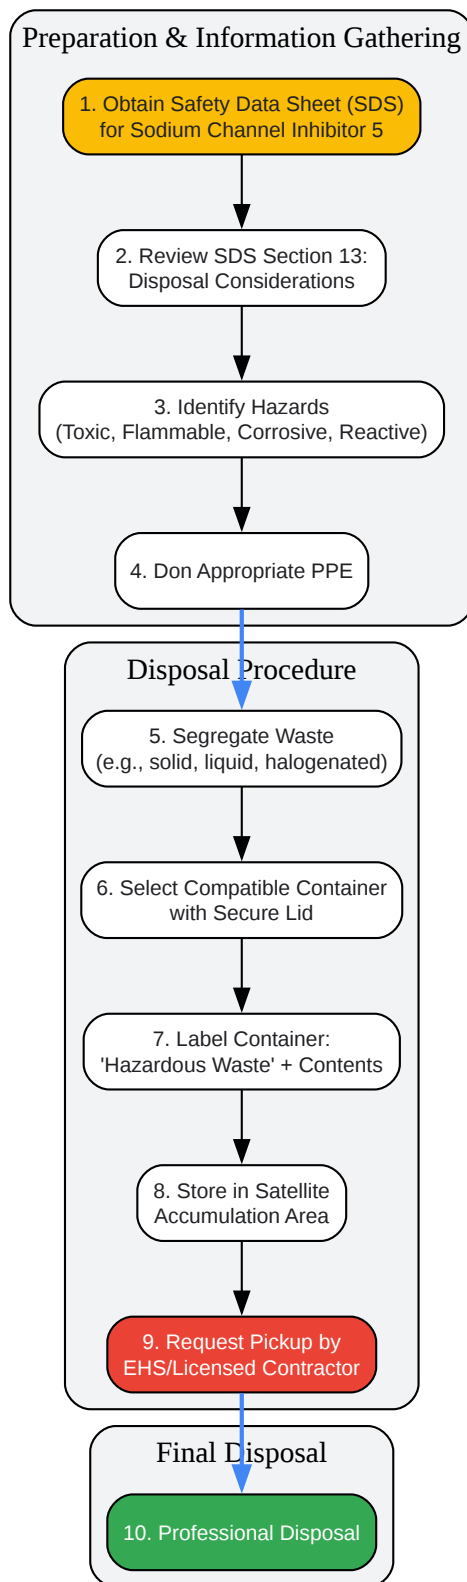 Preparation & Information Gathering
1. Obtain Safety Data Sheet (SDS)
for Sodium Channel Inhibitor 5
2. Review SDS Section 13:
Disposal Considerations
3. Identify Hazards
(Toxic, Flammable, Corrosive, Reactive)
4. Don Appropriate PPE
Disposal Procedure
5. Segregate Waste
(e.g., solid, liquid, halogenated)
6. Select Compatible Container
with Secure Lid
7. Label Container:
'Hazardous Waste' + Contents
8. Store in Satellite
Accumulation Area
9. Request Pickup by
EHS/Licensed Contractor
Final Disposal
10. Professional Disposal